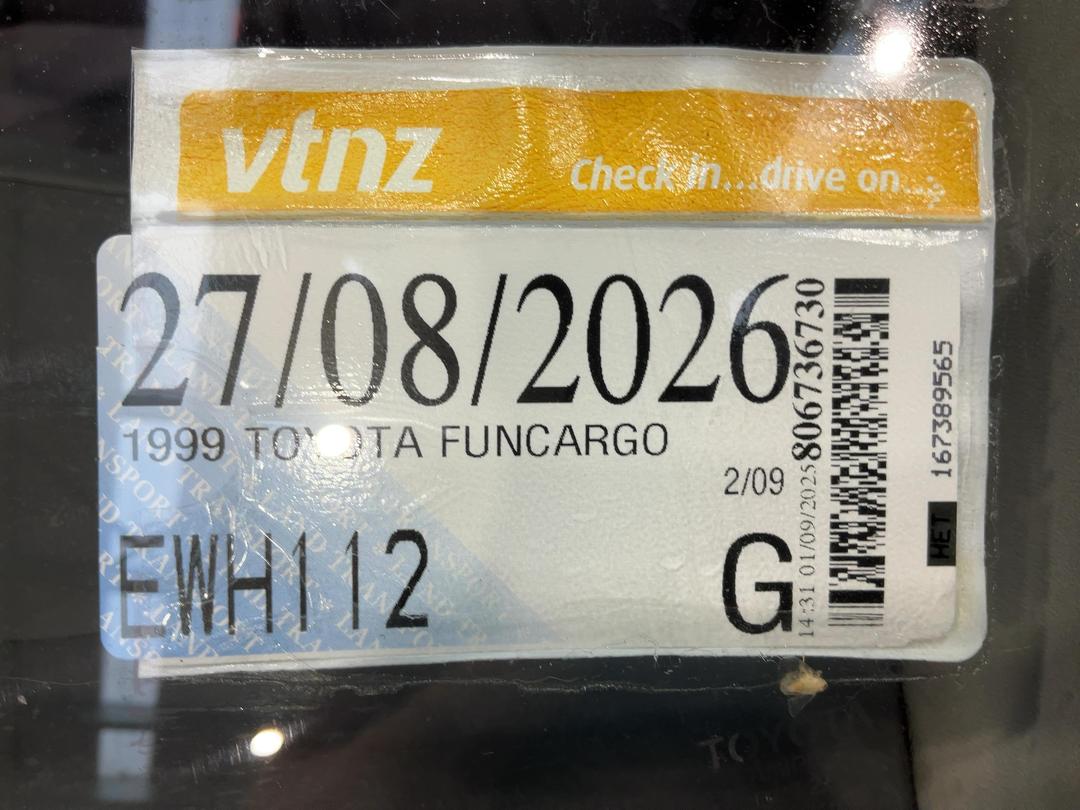 vtnz
Check in...drive on...
27/08/2026
1999 TOYOTA FUNCARGO
2/09
EWH112
G
14:31 01/09/2025 806736730
167389565
HET
TOYOTA